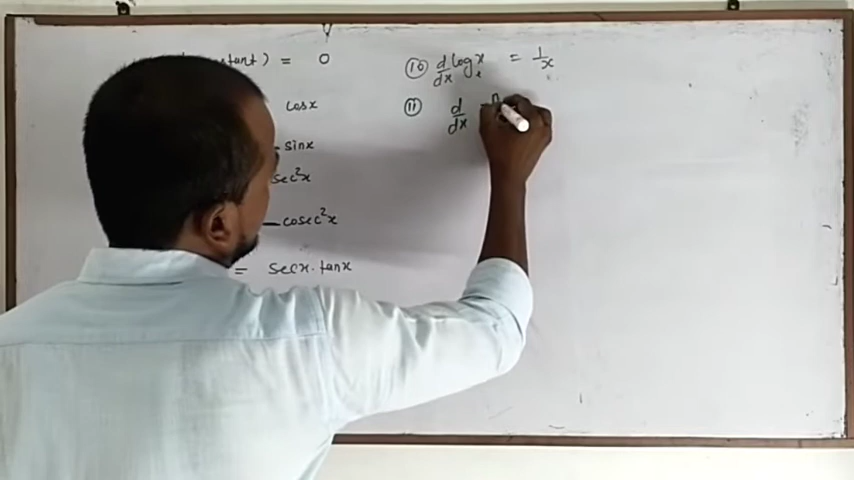 tant) = 0
cosx
- sinx
sec²x
- cosec²x
= secx. tanx
⑩ d/dx log x = 1/x
⑪ d/dx